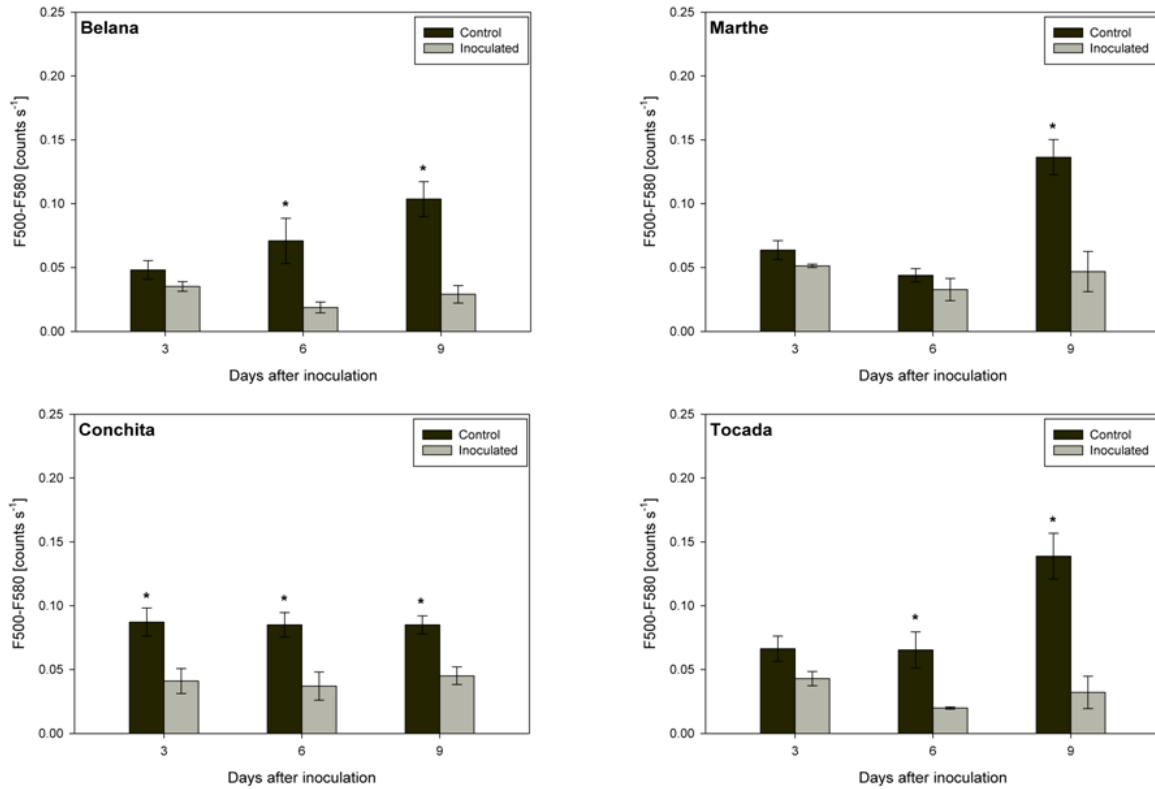 Belana
Control
Inoculated
F500-F580 [counts s⁻¹]
0.25
0.20
0.15
0.10
0.05
0.00
*
*
3
6
9
Days after inoculation
Marthe
Control
Inoculated
F500-F580 [counts s⁻¹]
0.25
0.20
0.15
0.10
0.05
0.00
*
3
6
9
Days after inoculation
Conchita
Control
Inoculated
F500-F580 [counts s⁻¹]
0.25
0.20
0.15
0.10
0.05
0.00
*
*
*
3
6
9
Days after inoculation
Tocada
Control
Inoculated
F500-F580 [counts s⁻¹]
0.25
0.20
0.15
0.10
0.05
0.00
*
*
3
6
9
Days after inoculation